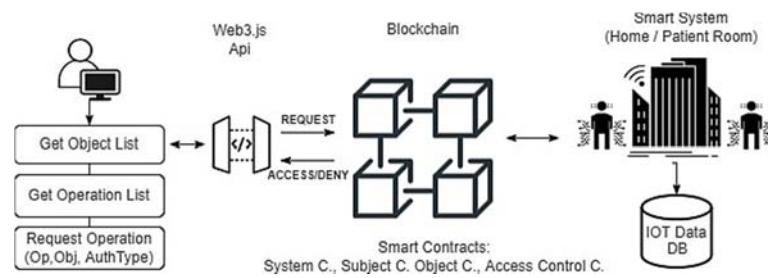 Web3.js
Api
Blockchain
Smart System
(Home / Patient Room)
Get Object List
Get Operation List
Request Operation
(Op,Obj, AuthType)
</>
REQUEST
ACCESS/DENY
IOT Data
DB
Smart Contracts:
System C., Subject C. Object C., Access Control C.